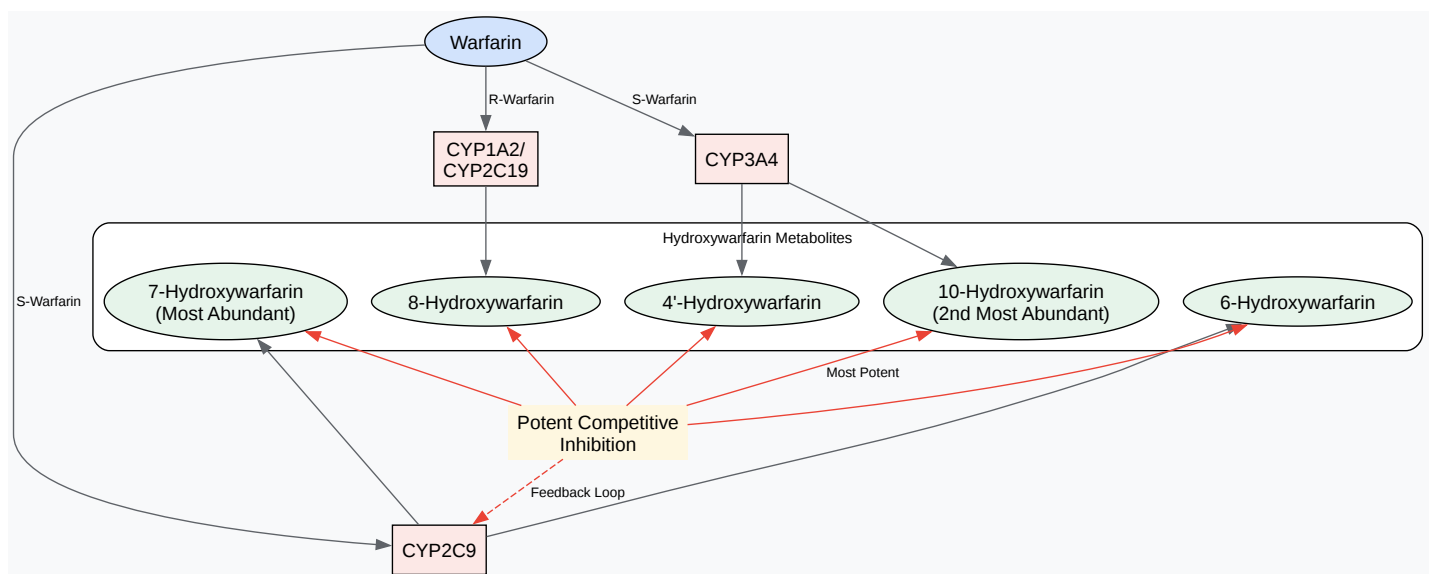 Warfarin
R-Warfarin
S-Warfarin
CYP1A2/
CYP2C19
CYP3A4
Hydroxywarfarin Metabolites
7-Hydroxywarfarin
(Most Abundant)
8-Hydroxywarfarin
4'-Hydroxywarfarin
10-Hydroxywarfarin
(2nd Most Abundant)
6-Hydroxywarfarin
S-Warfarin
Most Potent
Potent Competitive
Inhibition
Feedback Loop
CYP2C9